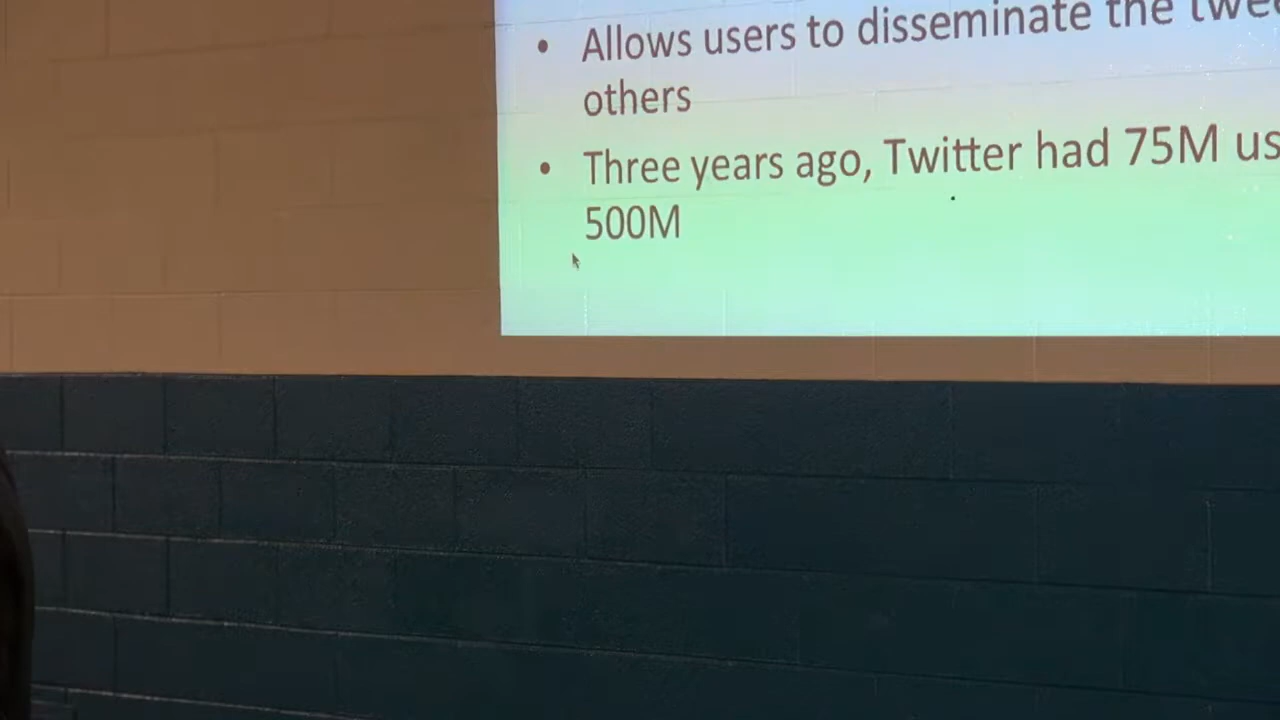 • Allows users to disseminate the
others
• Three years ago, Twitter had 75M
500M